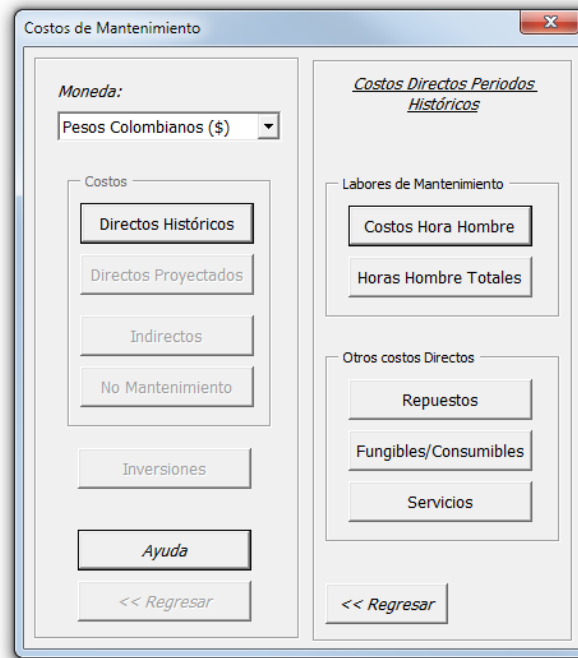 Costos de Mantenimiento
Moneda:
Pesos Colombianos ($)
Costos
Directos Históricos
Directos Proyectados
Indirectos
No Mantenimiento
Inversiones
Ayuda
<< Regresar
Costos Directos Periodos
Históricos
Labores de Mantenimiento
Costos Hora Hombre
Horas Hombre Totales
Otros costos Directos
Repuestos
Fungibles/Consumibles
Servicios
<< Regresar